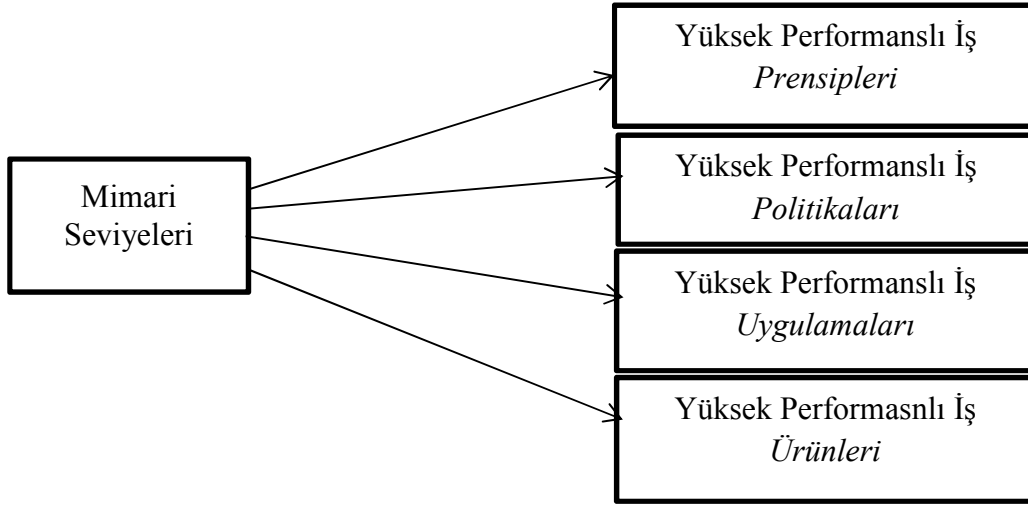 Mimari
Seviyeleri
Yüksek Performanslı İş
Prensipleri
Yüksek Performanslı İş
Politikaları
Yüksek Performanslı İş
Uygulamaları
Yüksek Performasnlı İş
Ürünleri